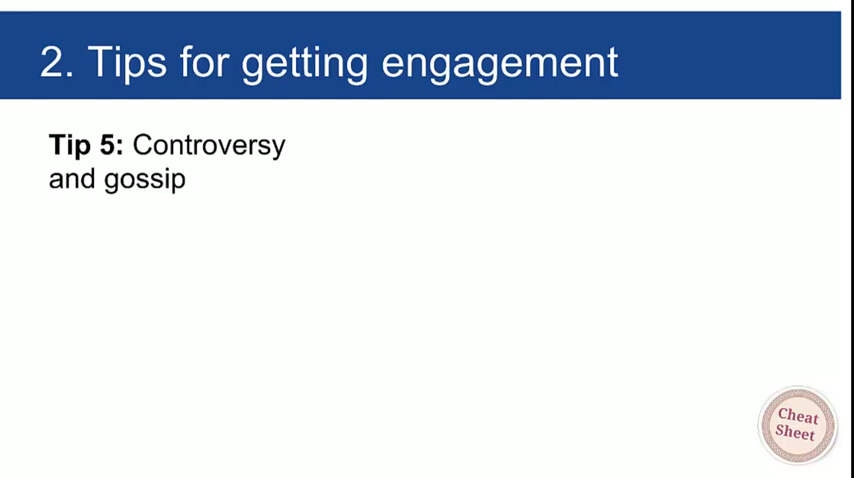 2. Tips for getting engagement
Tip 5: Controversy
and gossip
Cheat
Sheet